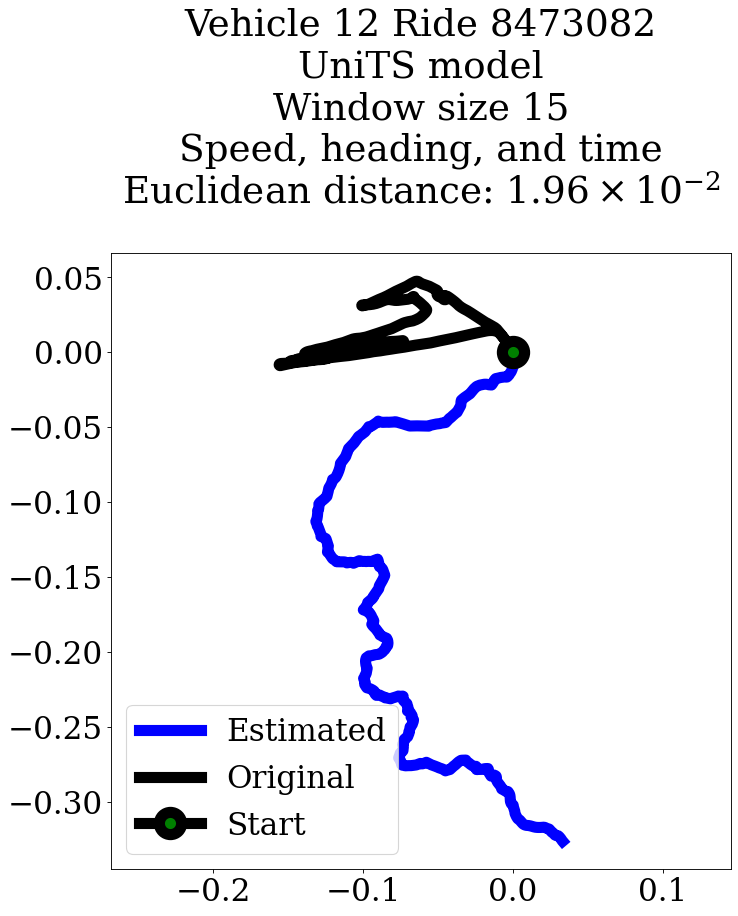 Vehicle 12 Ride 8473082
UniTS model
Window size 15
Speed, heading, and time
Euclidean distance: 1.96 × 10⁻²
0.05
0.00
−0.05
−0.10
−0.15
−0.20
−0.25
−0.30
Estimated
Original
Start
−0.2 −0.1 0.0 0.1